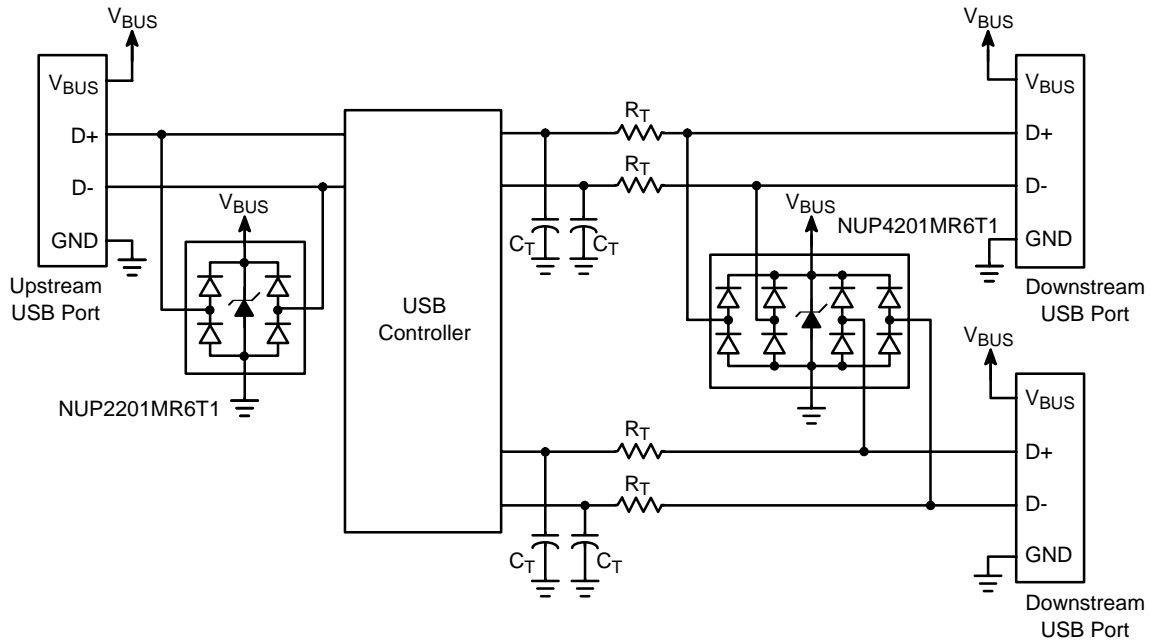 VBUS
VBUS
D+
D-
GND
Upstream
USB Port
VBUS
NUP2201MR6T1
USB
Controller
RT
RT
CT
CT
VBUS
NUP4201MR6T1
VBUS
VBUS
D+
D-
GND
Downstream
USB Port
RT
RT
CT
CT
VBUS
VBUS
D+
D-
GND
Downstream
USB Port